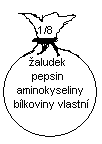 1/8
žaludek
pepsin
aminokyseliny
bílkoviny vlastní